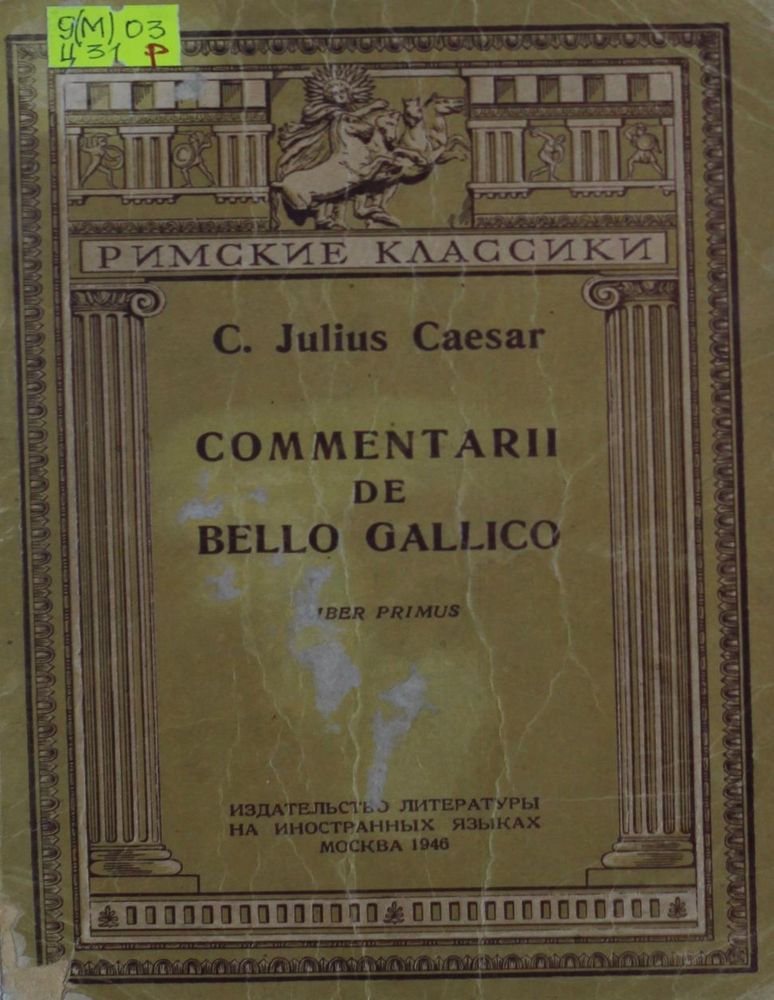 9(М) 03
Ц 31 Р
РИМСКИЕ КЛАССИКИ
C. Julius Caesar
COMMENTARII
DE
BELLO GALLICO
IBER PRIMUS
ИЗДАТЕЛЬСТВО ЛИТЕРАТУРЫ
НА ИНОСТРАННЫХ ЯЗЫКАХ
МОСКВА 1946